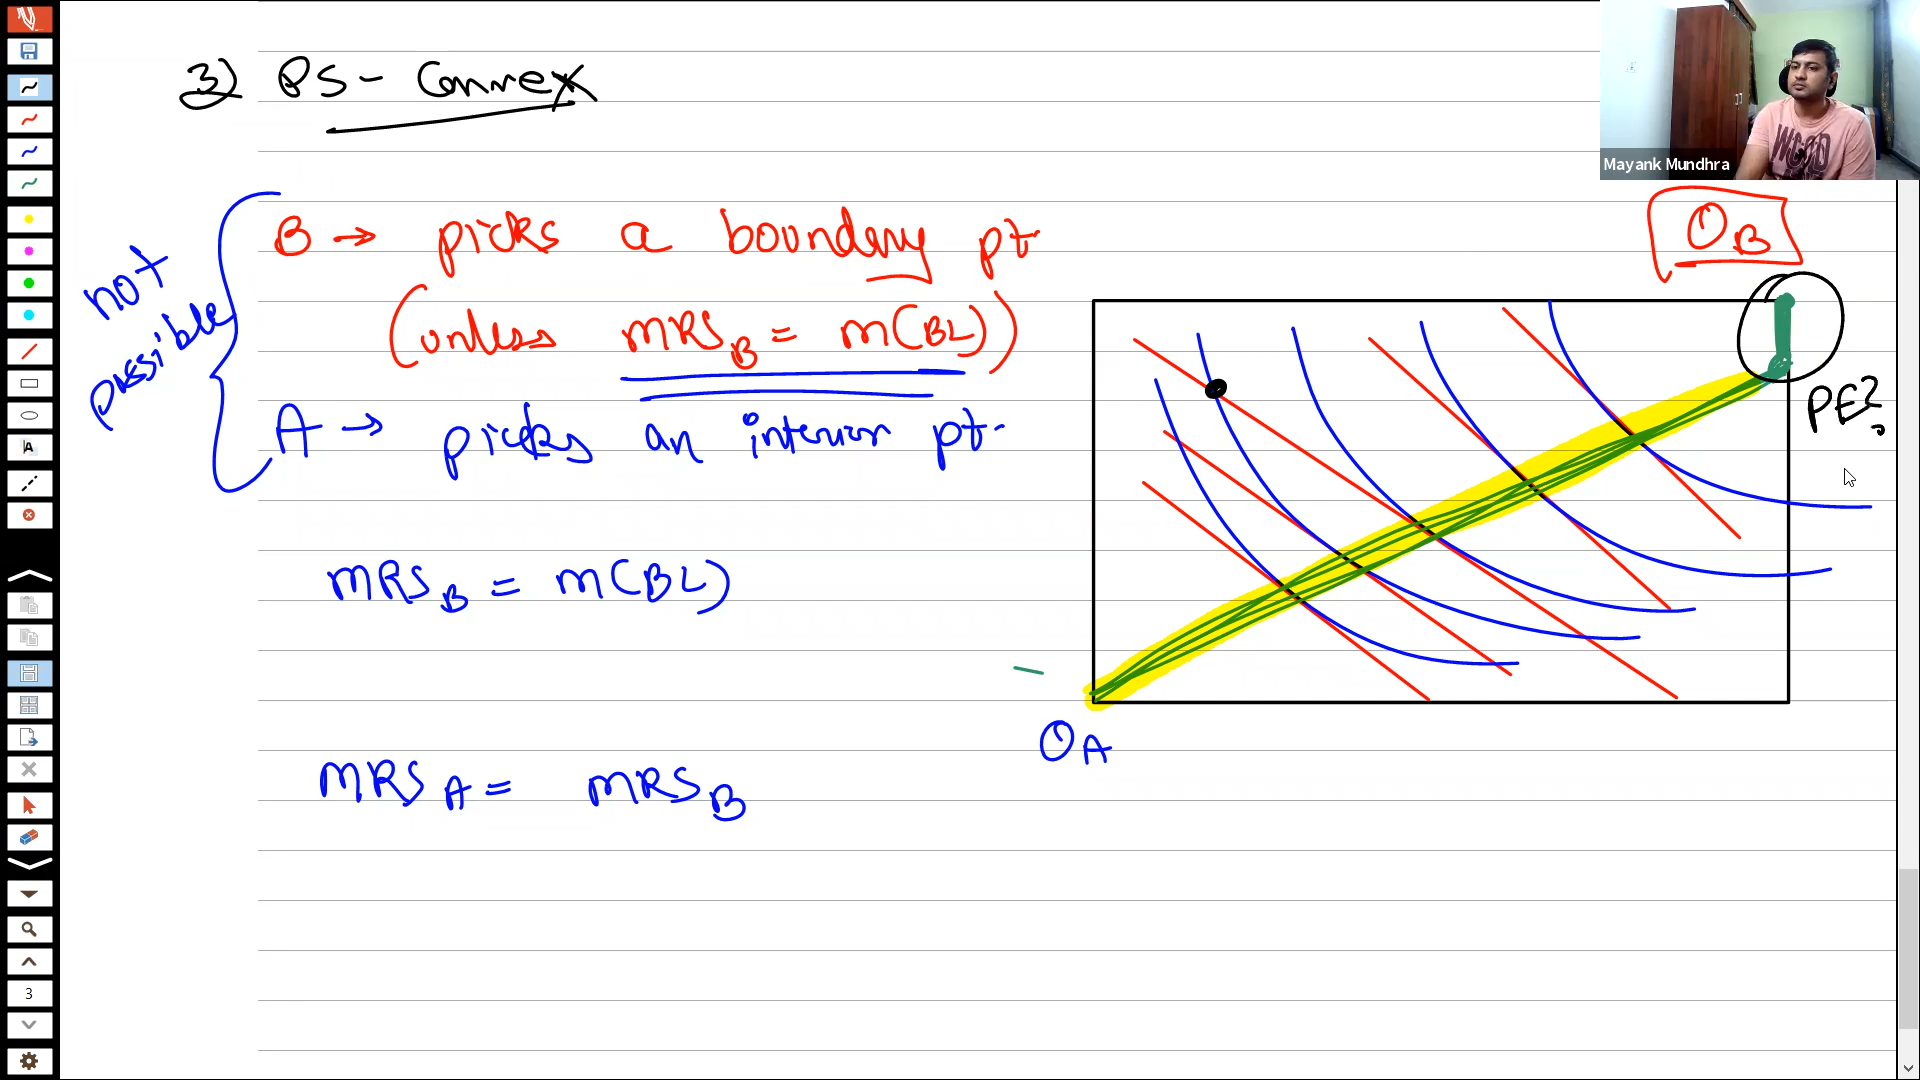 3) PS - Convex
Mayank Mundhra
not possible
B → picks a boundary pt.
(unless MRS_B = m(BL))
A → picks an interior pt.
O_B
PE?
MRS_B = m(BL)
O_A
MRS_A = MRS_B
3